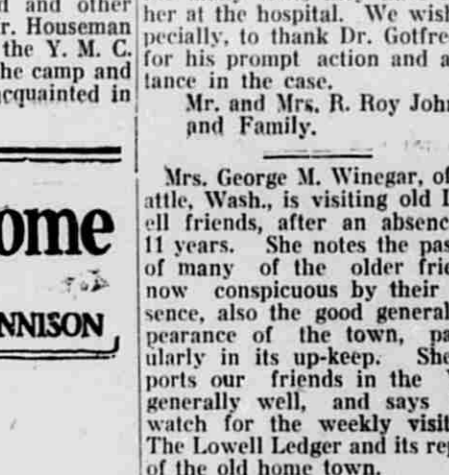 d and other
r. Houseman
the Y. M. C.
he camp and
cquainted in
ome
NNISON
her at the hospital. We wish
pecially, to thank Dr. Gotfre
for his prompt action and a
tance in the case.
Mr. and Mrs. R. Roy John
and Family.
Mrs. George M. Winegar, of
attle, Wash., is visiting old L
ell friends, after an absenc
11 years. She notes the pas
of many of the older frie
now conspicuous by their
sence, also the good general
pearance of the town, pa
ularly in its up-keep. She
ports our friends in the
generally well, and says
watch for the weekly visit
The Lowell Ledger and its rep
of the old home town.